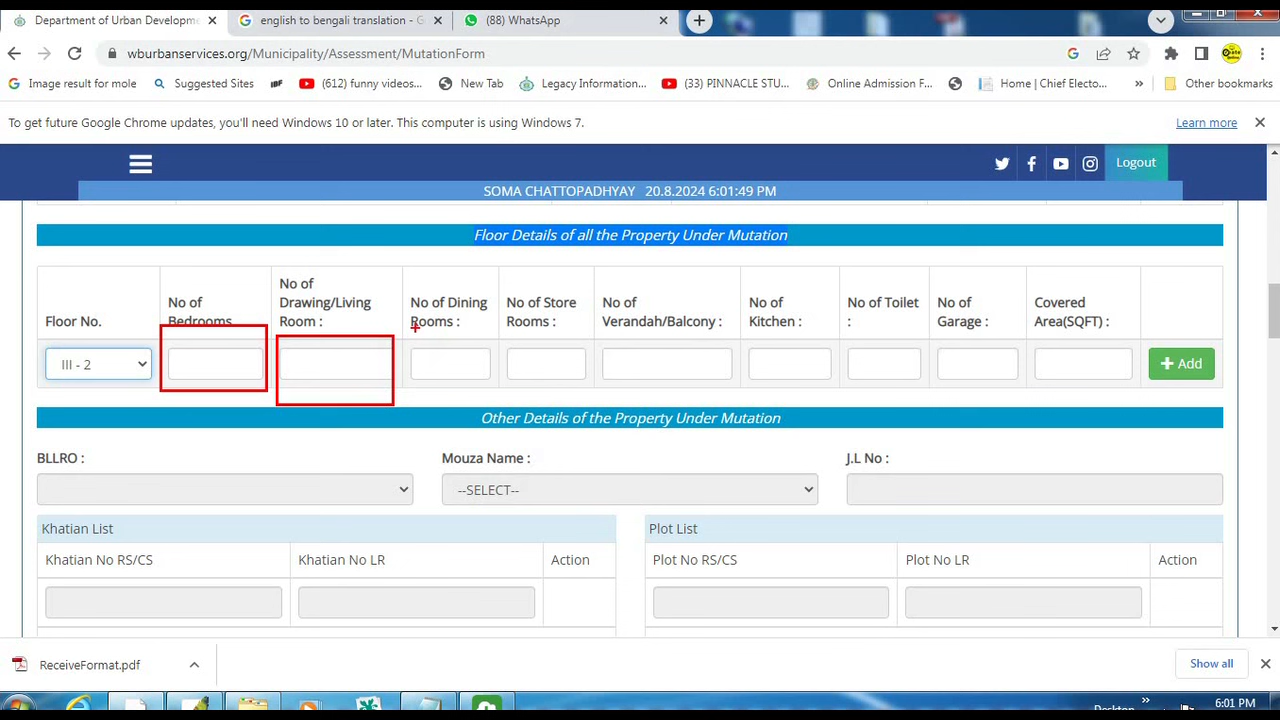 Department of Urban Developme
english to bengali translation - G
(88) WhatsApp
wburbanservices.org/Municipality/Assessment/MutationForm
Image result for mole
Suggested Sites
(612) funny videos...
New Tab
Legacy Information...
(33) PINNACLE STU...
Online Admission F...
Home | Chief Electo...
»
Other bookmarks
To get future Google Chrome updates, you'll need Windows 10 or later. This computer is using Windows 7.
Learn more
Logout
SOMA CHATTOPADHYAY 20.8.2024 6:01:49 PM
Floor Details of all the Property Under Mutation
Floor No.
No of
Bedrooms
No of
Drawing/Living
Room :
No of Dining
Rooms :
No of Store
Rooms :
No of
Verandah/Balcony :
No of
Kitchen :
No of Toilet
:
No of
Garage :
Covered
Area(SQFT) :
III - 2
Add
Other Details of the Property Under Mutation
BLLRO :
Mouza Name :
J.L No :
--SELECT--
Khatian List
Plot List
Khatian No RS/CS
Khatian No LR
Action
Plot No RS/CS
Plot No LR
Action
ReceiveFormat.pdf
Show all
Desktop
»
6:01 PM